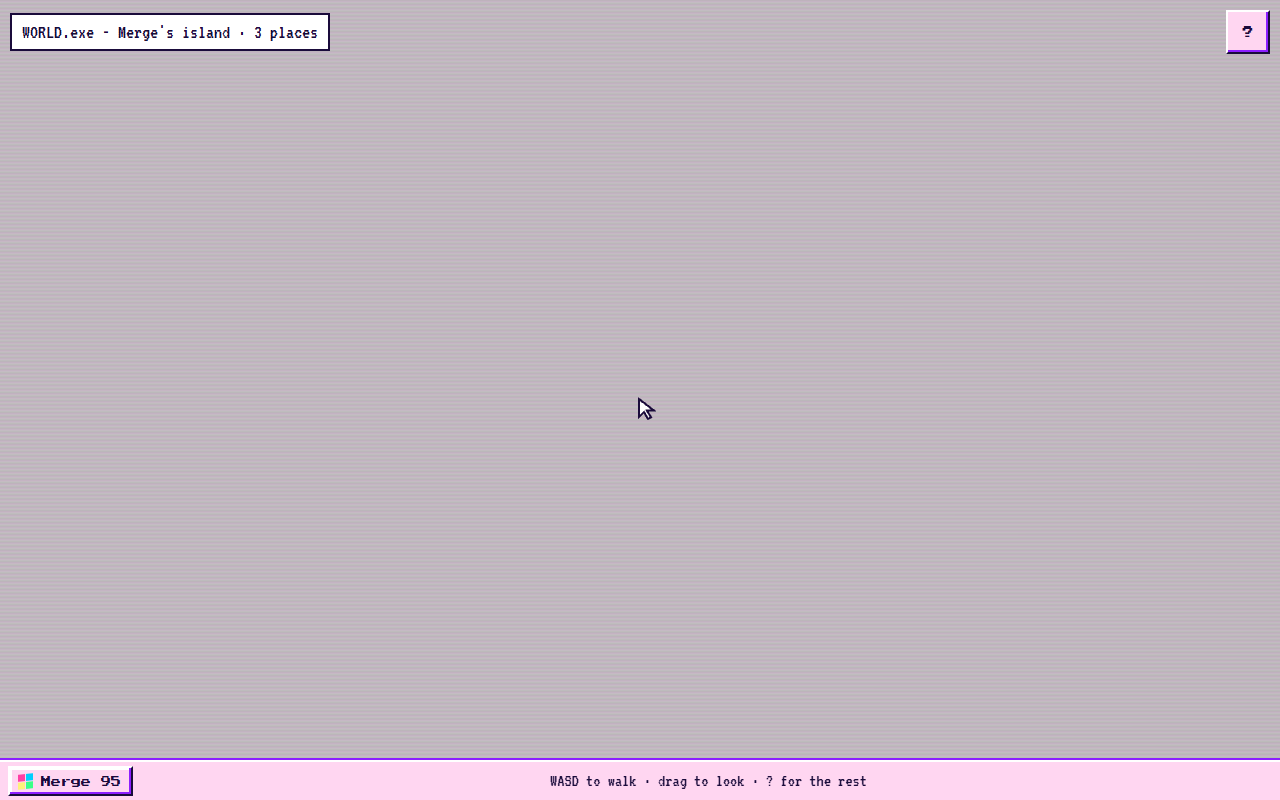 WORLD.exe - Merge's island · 3 places
?
Merge 95
WASD to walk · drag to look · ? for the rest